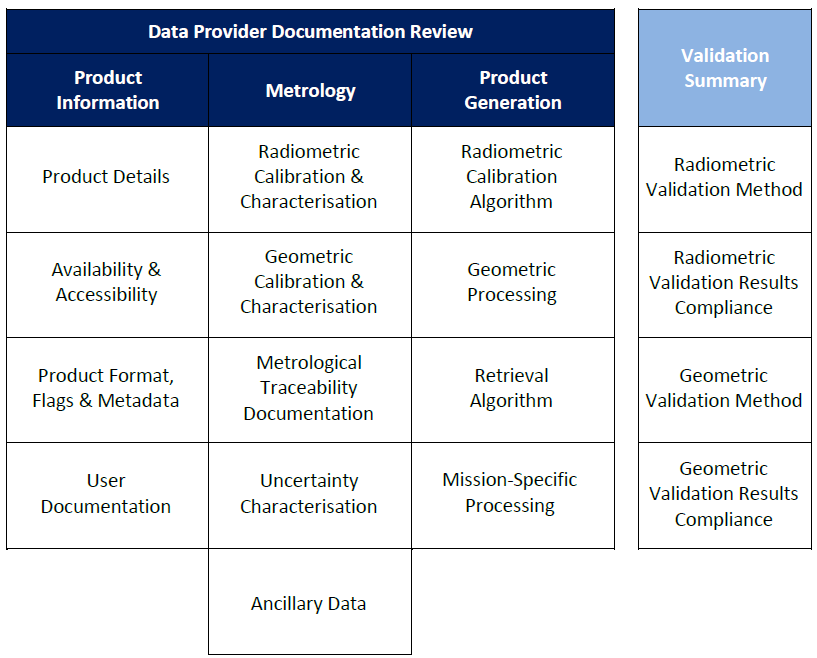 Data Provider Documentation Review
Product
Information
Metrology
Product
Generation
Product Details
Radiometric
Calibration &
Characterisation
Radiometric
Calibration
Algorithm
Availability &
Accessibility
Geometric
Calibration &
Characterisation
Geometric
Processing
Product Format,
Flags & Metadata
Metrological
Traceability
Documentation
Retrieval
Algorithm
User
Documentation
Uncertainty
Characterisation
Mission-Specific
Processing
Ancillary Data
Validation
Summary
Radiometric
Validation Method
Radiometric
Validation Results
Compliance
Geometric
Validation Method
Geometric
Validation Results
Compliance